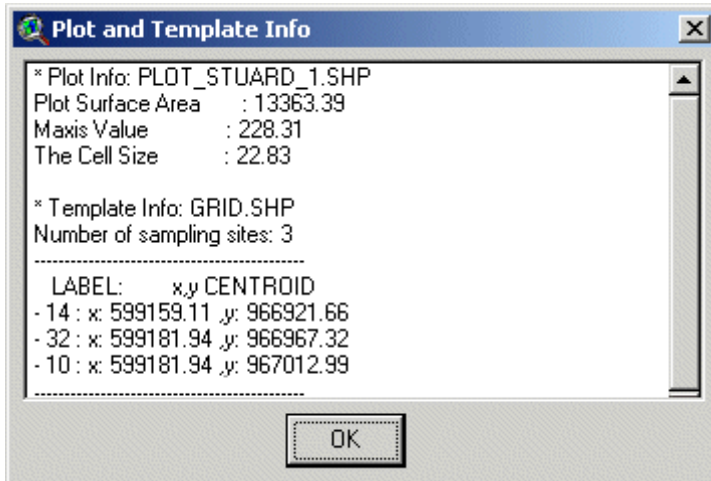 Plot and Template Info
* Plot Info: PLOT_STUARD_1.SHP
Plot Surface Area : 13363.39
Maxis Value : 228.31
The Cell Size : 22.83
* Template Info: GRID.SHP
Number of sampling sites: 3
--------------------------------------------
LABEL: x,y CENTROID
- 14 : x: 599159.11 ,y: 966921.66
- 32 : x: 599181.94 ,y: 966967.32
- 10 : x: 599181.94 ,y: 967012.99
--------------------------------------------
OK